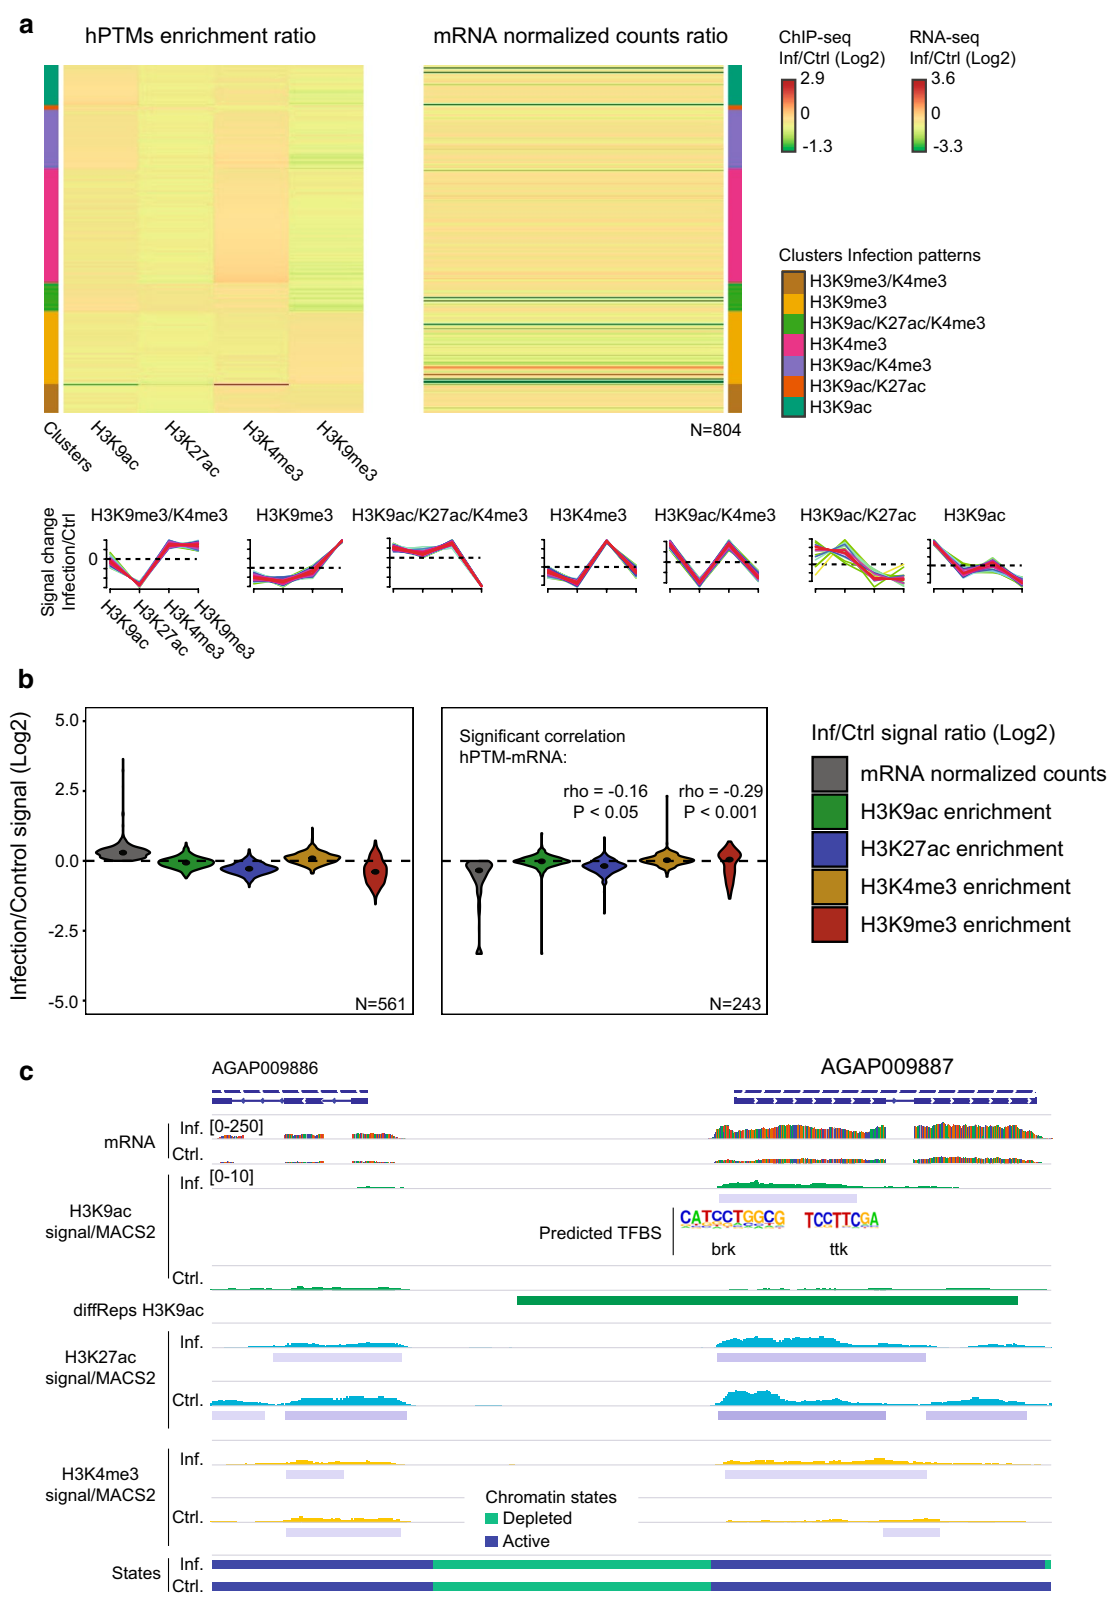 a
hPTMs enrichment ratio
mRNA normalized counts ratio
ChIP-seq
Inf/Ctrl (Log2)
2.9
0
-1.3
RNA-seq
Inf/Ctrl (Log2)
3.6
0
-3.3
Clusters Infection patterns
H3K9me3/K4me3
H3K9me3
H3K9ac/K27ac/K4me3
H3K4me3
H3K9ac/K4me3
H3K9ac/K27ac
H3K9ac
N=804
Clusters
H3K9ac
H3K27ac
H3K4me3
H3K9me3
Signal change
Infection/Ctrl
0
H3K9me3/K4me3
H3K9me3
H3K9ac/K27ac/K4me3
H3K4me3
H3K9ac/K4me3
H3K9ac/K27ac
H3K9ac
H3K9ac
H3K27ac
H3K4me3
H3K9me3
b
Infection/Control signal (Log2)
5.0
2.5
0.0
-2.5
-5.0
N=561
Significant correlation
hPTM-mRNA:
rho = -0.16
P < 0.05
rho = -0.29
P < 0.001
N=243
Inf/Ctrl signal ratio (Log2)
mRNA normalized counts
H3K9ac enrichment
H3K27ac enrichment
H3K4me3 enrichment
H3K9me3 enrichment
c
AGAP009886
AGAP009887
mRNA
Inf. [0-250]
Ctrl.
H3K9ac
signal/MACS2
Inf. [0-10]
Predicted TFBS
CATCCTGGCG
TCCTTCGA
brk
ttk
Ctrl.
diffReps H3K9ac
H3K27ac
signal/MACS2
Inf.
Ctrl.
H3K4me3
signal/MACS2
Inf.
Ctrl.
Chromatin states
Depleted
Active
States
Inf.
Ctrl.